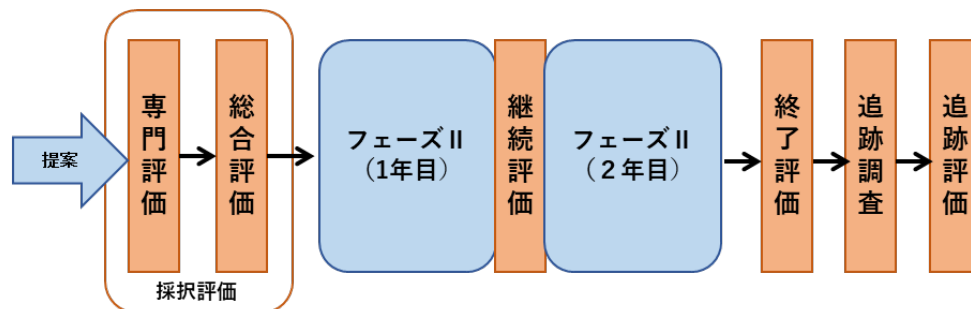 提案
専門評価
総合評価
採択評価
フェーズⅡ
（1年目）
継続評価
フェーズⅡ
（２年目）
終了評価
追跡調査
追跡評価